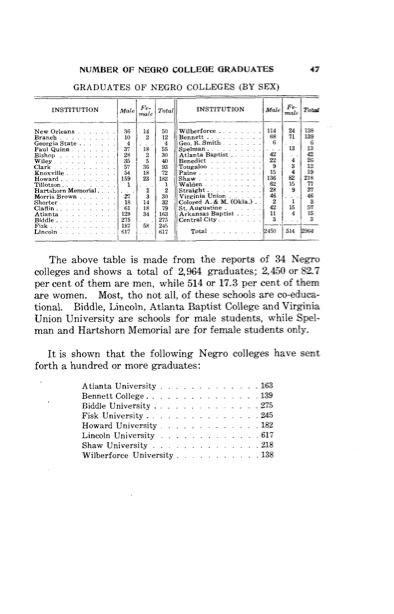 NUMBER OF NEGRO COLLEGE GRADUATES 47
GRADUATES OF NEGRO COLLEGES (BY SEX)
INSTITUTION Male Fe-male Total INSTITUTION Male Fe-male Total
New Orleans 36 14 50 Wilberforce 114 24 138
Branch 10 2 12 Bennett 68 71 139
Georgia State 4 . 4 Geo. R. Smith 6 . 6
Paul Quinn 37 18 55 Spelman . 13 13
Bishop 28 2 30 Atlanta Baptist 42 . 42
Wiley 35 5 40 Benedict 22 4 26
Clark 57 36 93 Tougaloo 9 3 12
Knoxville 54 18 72 Paine 15 4 19
Howard 159 23 182 Shaw 136 82 218
Tillotson 1 . 1 Walden 62 15 77
Hartshorn Memorial . 2 2 Straight 28 9 37
Morris Brown 27 3 30 Virginia Union 46 . 46
Shorter 18 14 32 Colored A. & M. (Okla.) 2 1 3
Claflin 61 18 79 St. Augustine 42 15 57
Atlanta 129 34 163 Arkansas Baptist 11 4 15
Biddle 275 275 Central City 3 . 3
Fisk 187 58 245
Lincoln 617 617 Total 2450 514 2964
The above table is made from the reports of 34 Negro
colleges and shows a total of 2,964 graduates; 2,450 or 82.7
per cent of them are men, while 514 or 17.3 per cent of them
are women. Most, tho not all, of these schools are co-educa-
tional. Biddle, Lincoln, Atlanta Baptist College and Virginia
Union University are schools for male students, while Spel-
man and Hartshorn Memorial are for female students only.
It is shown that the following Negro colleges have sent
forth a hundred or more graduates:
Atlanta University . . . . . . . . . . . . . 163
Bennett College . . . . . . . . . . . . . . 139
Biddle University . . . . . . . . . . . . . 275
Fisk University . . . . . . . . . . . . . . 245
Howard University . . . . . . . . . . . . . 182
Lincoln University . . . . . . . . . . . . 617
Shaw University . . . . . . . . . . . . . . 218
Wilberforce University . . . . . . . . . . . 138